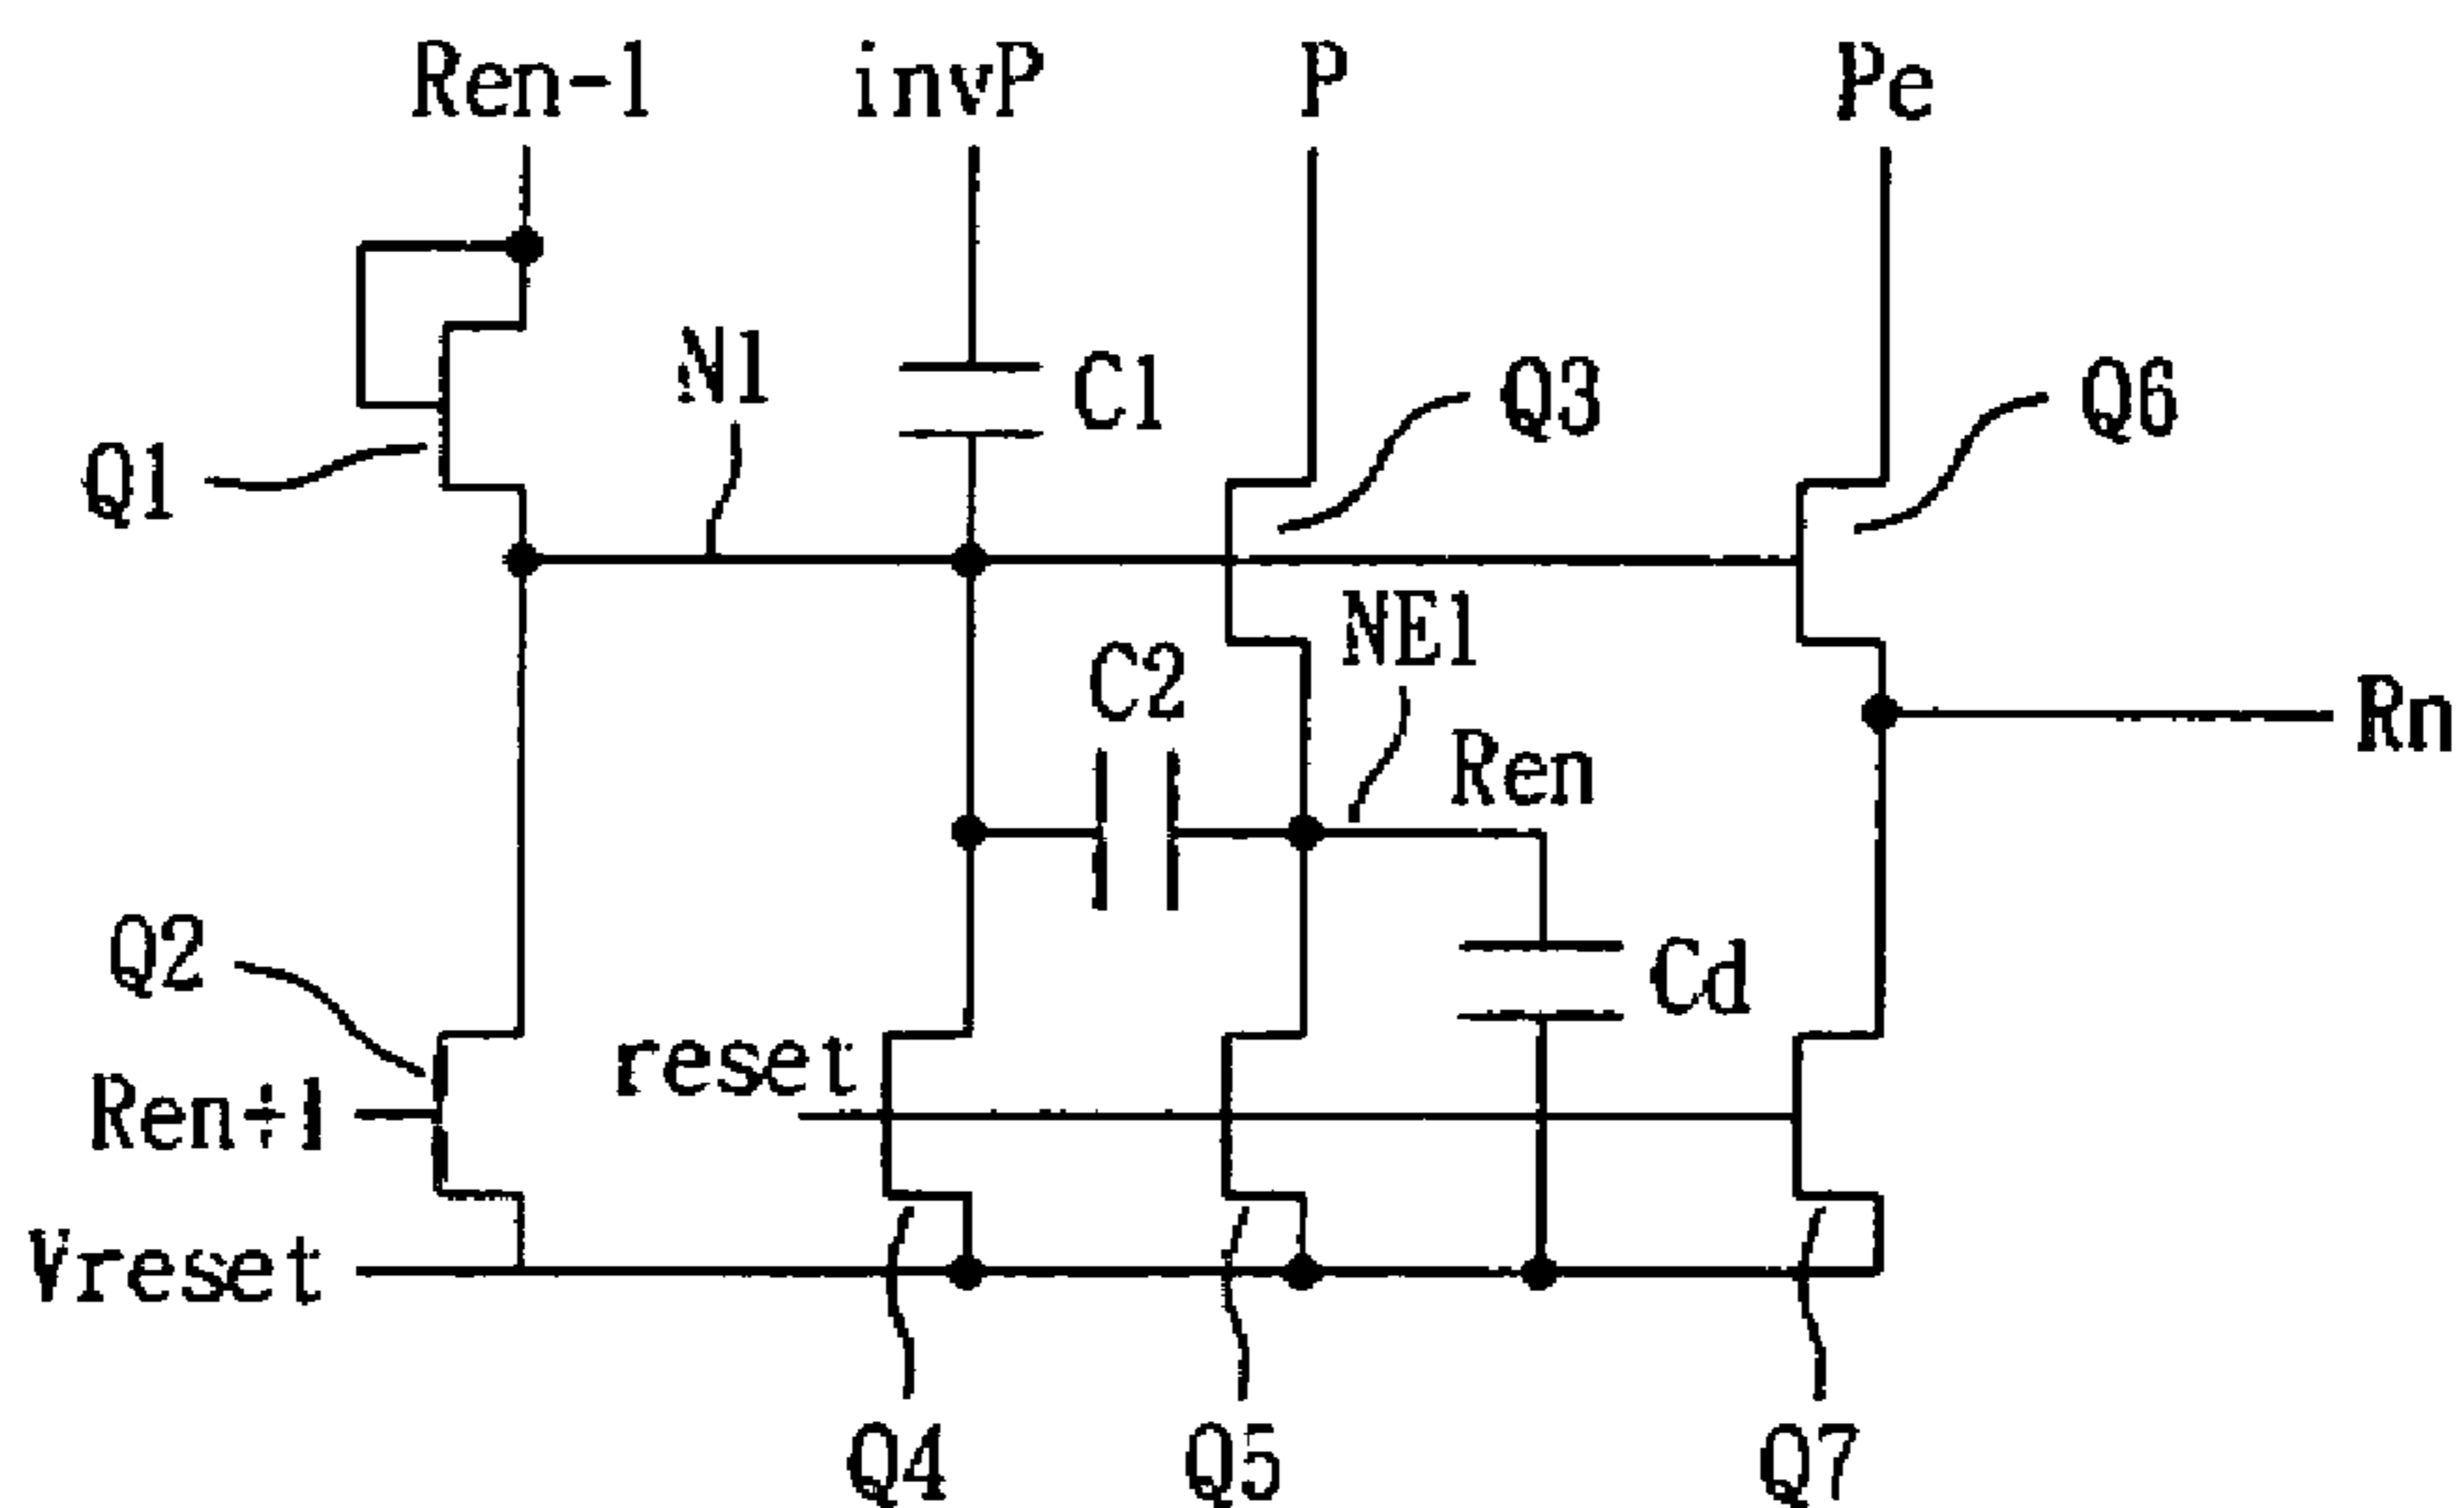 Ren-1
invP
P
Pe
N1
C1
Q3
Q6
Q1
NE1
C2
Ren
Rn
Q2
Cd
reset
Ren+1
Vreset
Q4
Q5
Q7